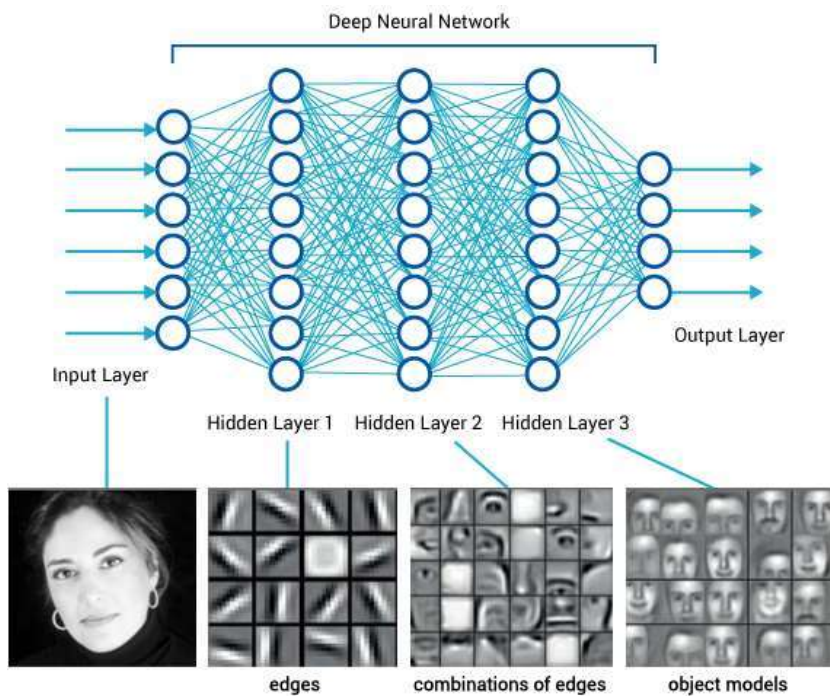 Deep Neural Network
Input Layer
Output Layer
Hidden Layer 1
Hidden Layer 2
Hidden Layer 3
edges
combinations of edges
object models